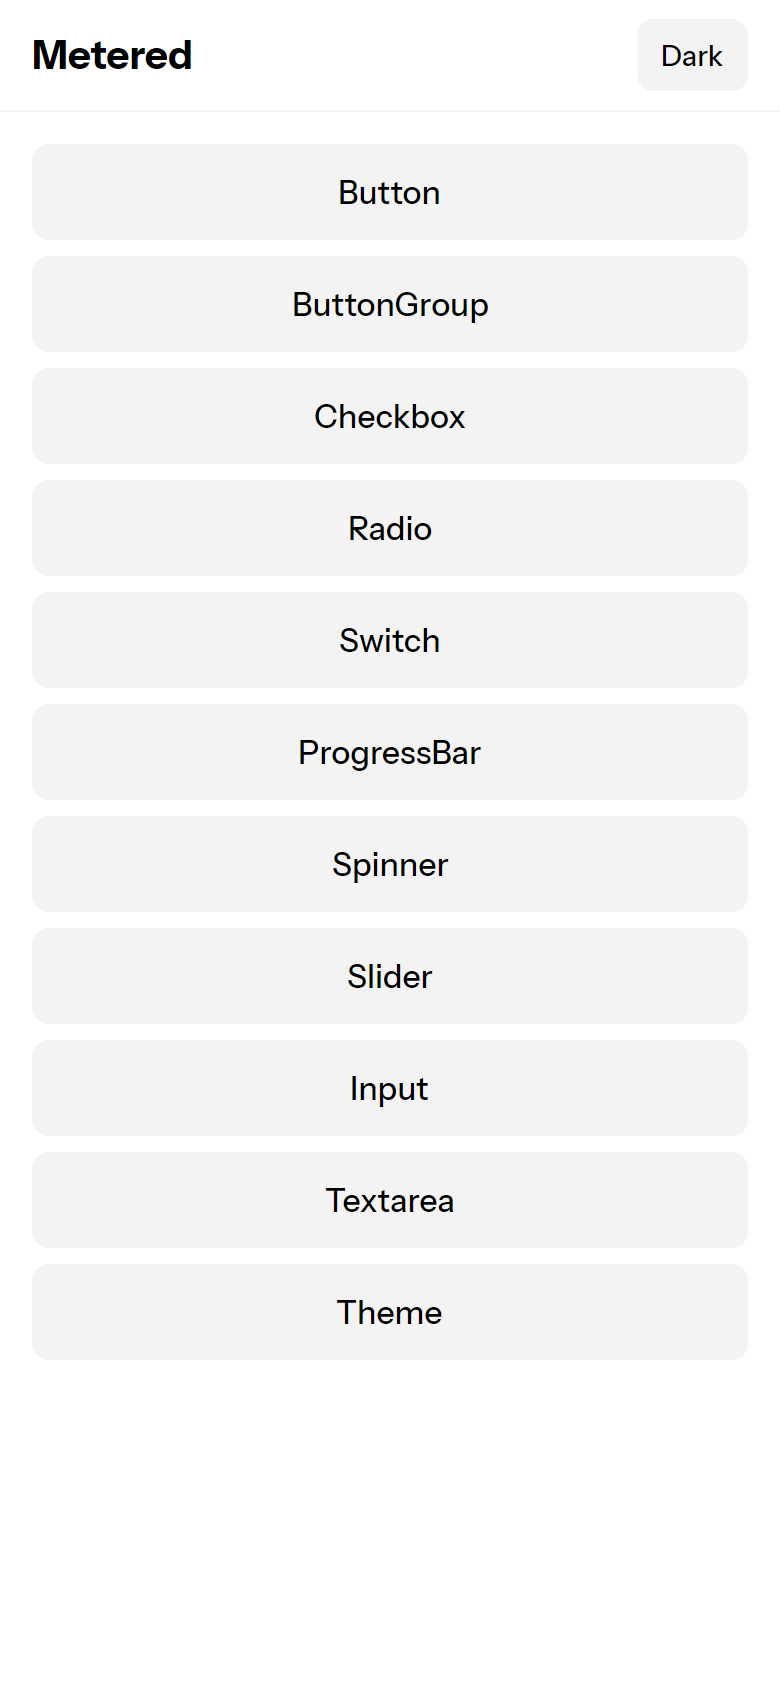 Metered
Dark
Button
ButtonGroup
Checkbox
Radio
Switch
ProgressBar
Spinner
Slider
Input
Textarea
Theme